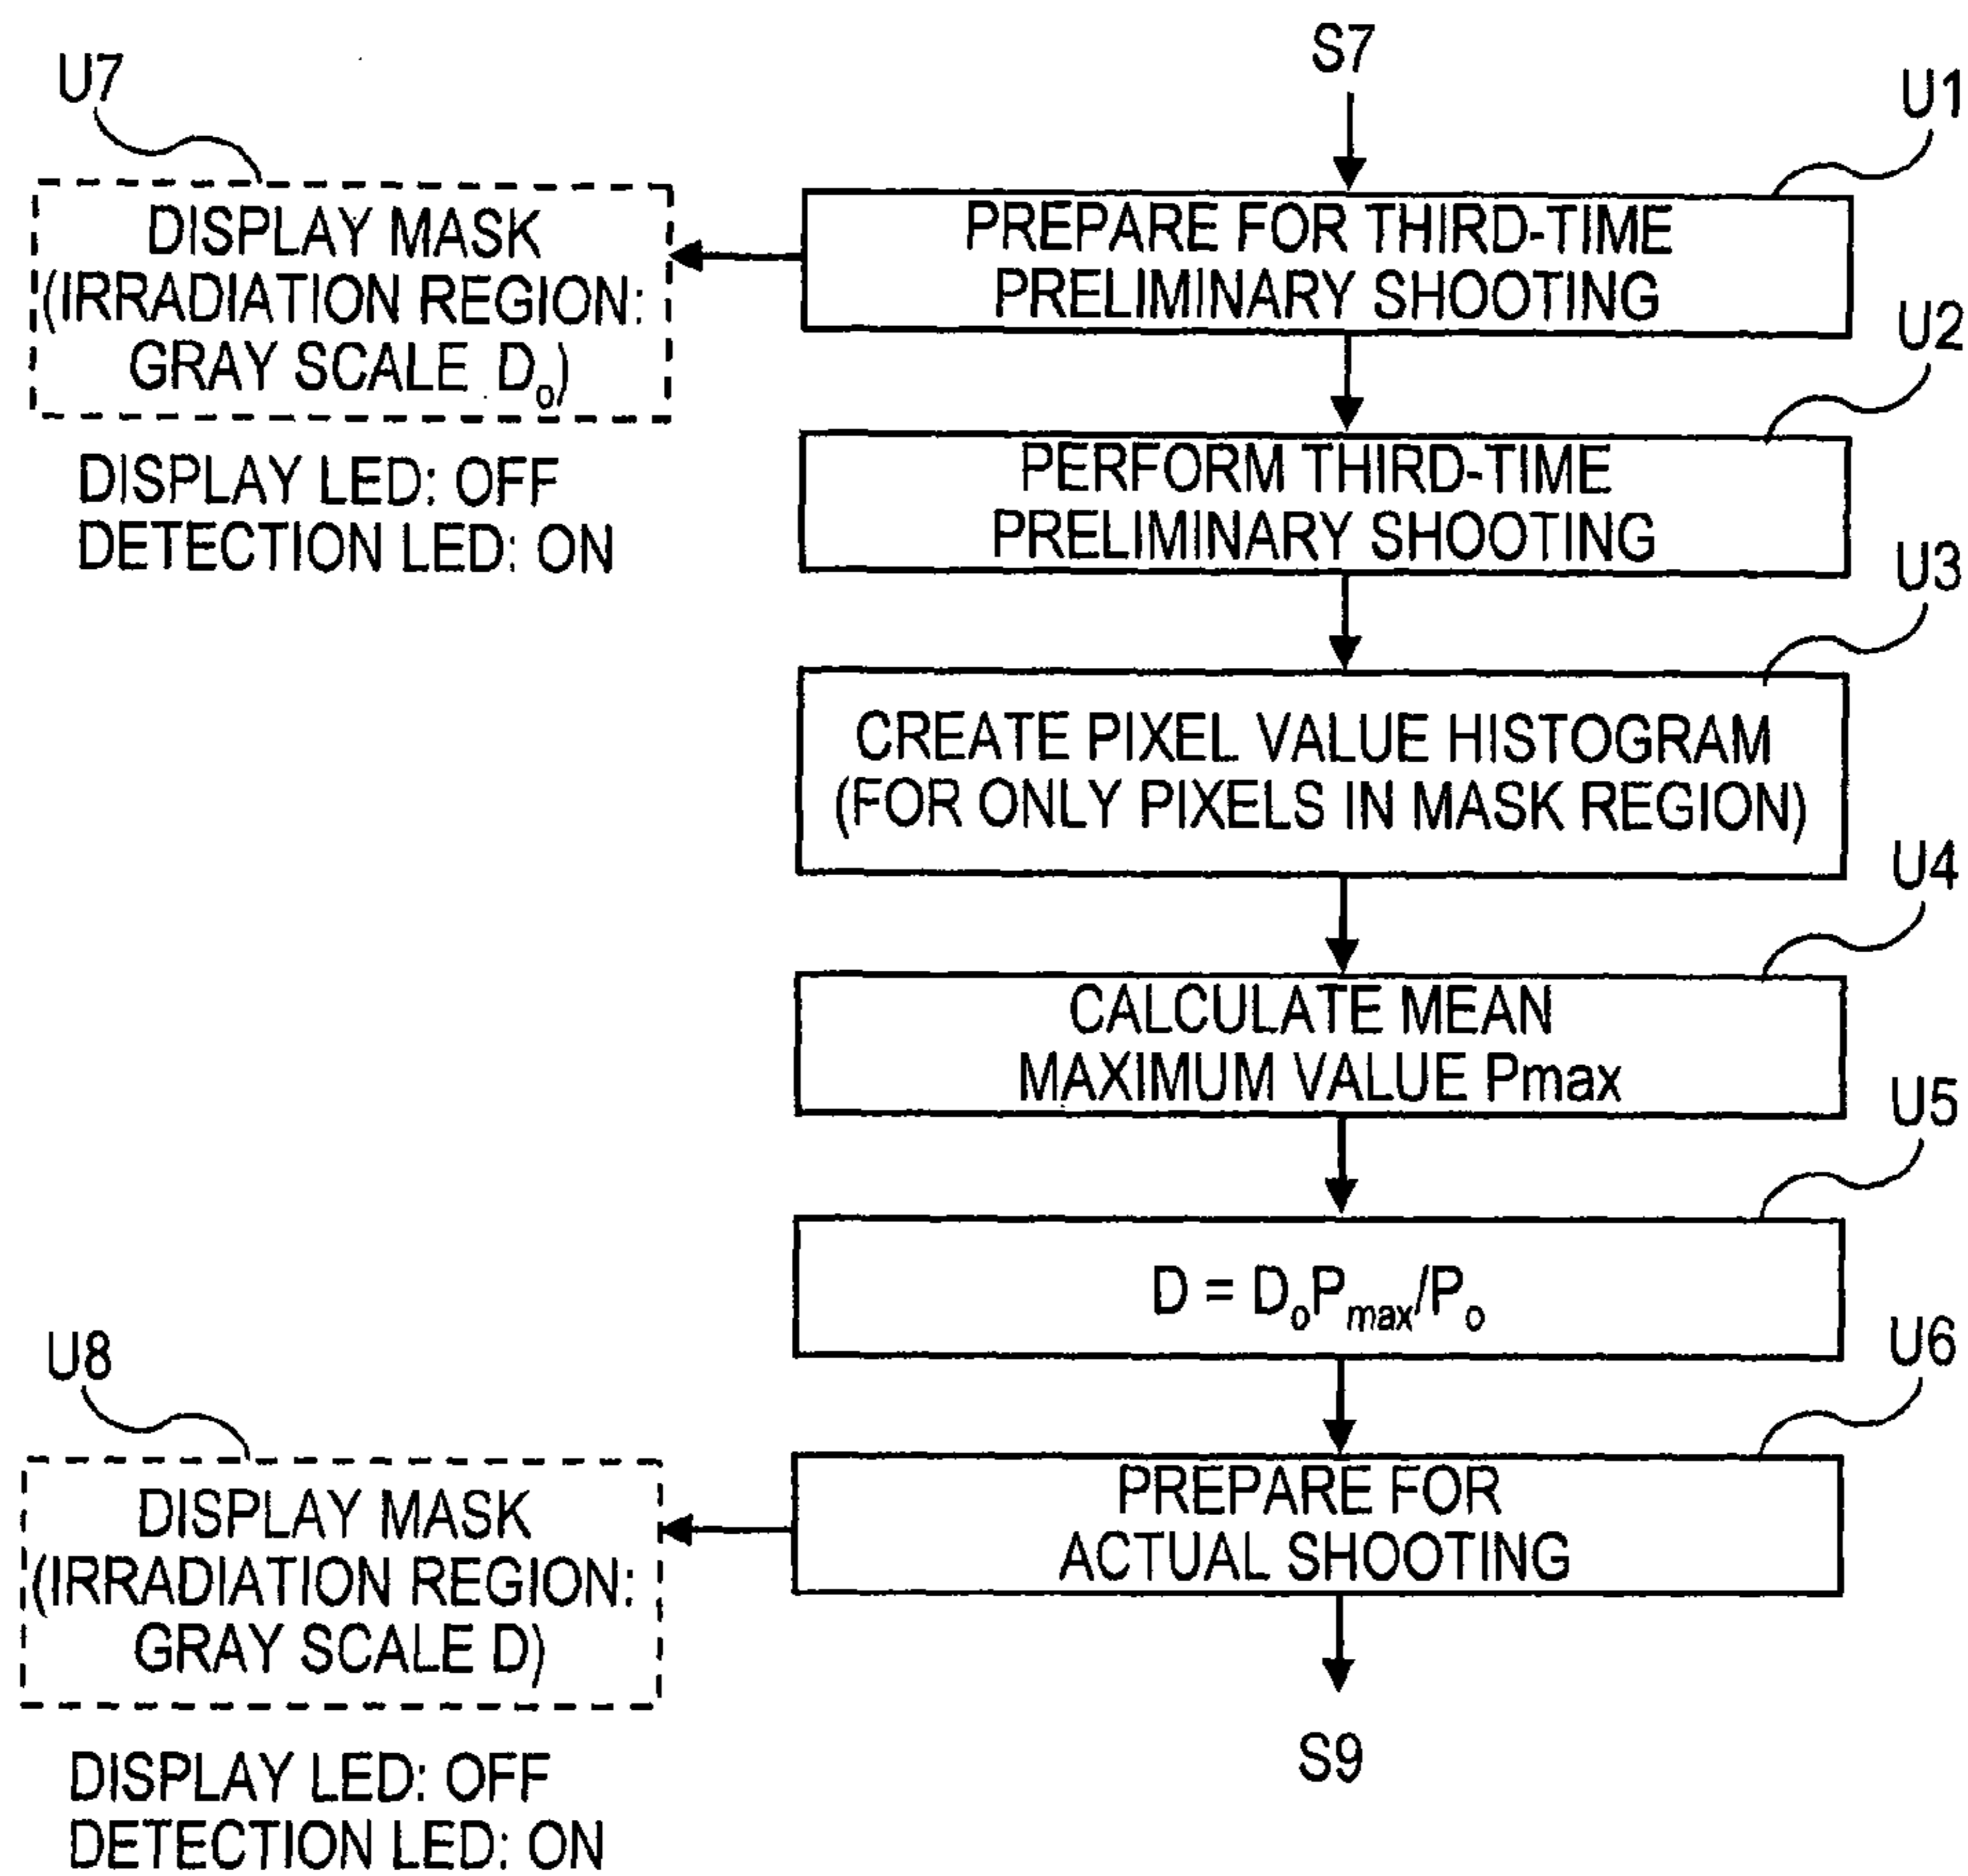 S7
U1
U7
DISPLAY MASK
(IRRADIATION REGION:
GRAY SCALE D₀)
DISPLAY LED: OFF
DETECTION LED: ON
PREPARE FOR THIRD-TIME
PRELIMINARY SHOOTING
U2
PERFORM THIRD-TIME
PRELIMINARY SHOOTING
U3
CREATE PIXEL VALUE HISTOGRAM
(FOR ONLY PIXELS IN MASK REGION)
U4
CALCULATE MEAN
MAXIMUM VALUE Pmax
U5
D = D₀Pmax/P₀
U6
PREPARE FOR
ACTUAL SHOOTING
U8
DISPLAY MASK
(IRRADIATION REGION:
GRAY SCALE D)
DISPLAY LED: OFF
DETECTION LED: ON
S9